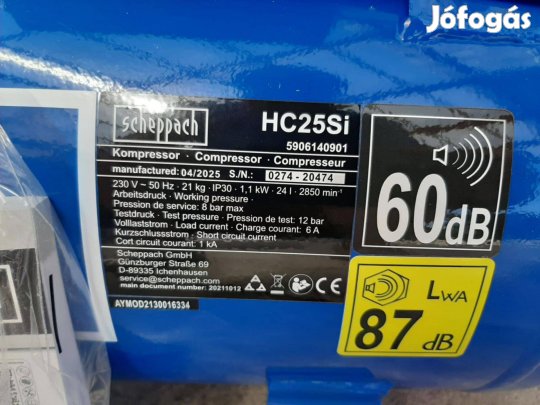 Jófogás
scheppach
HC25Si
5906140901
Kompressor · Compressor · Compresseur
manufactured: 04/2025 S./N.: 0274 - 20474
230 V ~ 50 Hz · 21 kg · IP30 · 1,1 kW · 24 l · 2850 min⁻¹
Arbeitsdruck · Working pressure ·
Pression de service: 8 bar max
Testdruck · Test pressure · Pression de test: 12 bar
Volllaststrom · Load current · Charge courant: 6 A
Kurzschlussstrom · Short circuit current ·
Cort circuit courant: 1 kA
Scheppach GmbH
Günzburger Straße 69
D-89335 Ichenhausen
service@scheppach.com
main document number: 20211012
AYMOD2130016334
60dB
LWA
87 dB